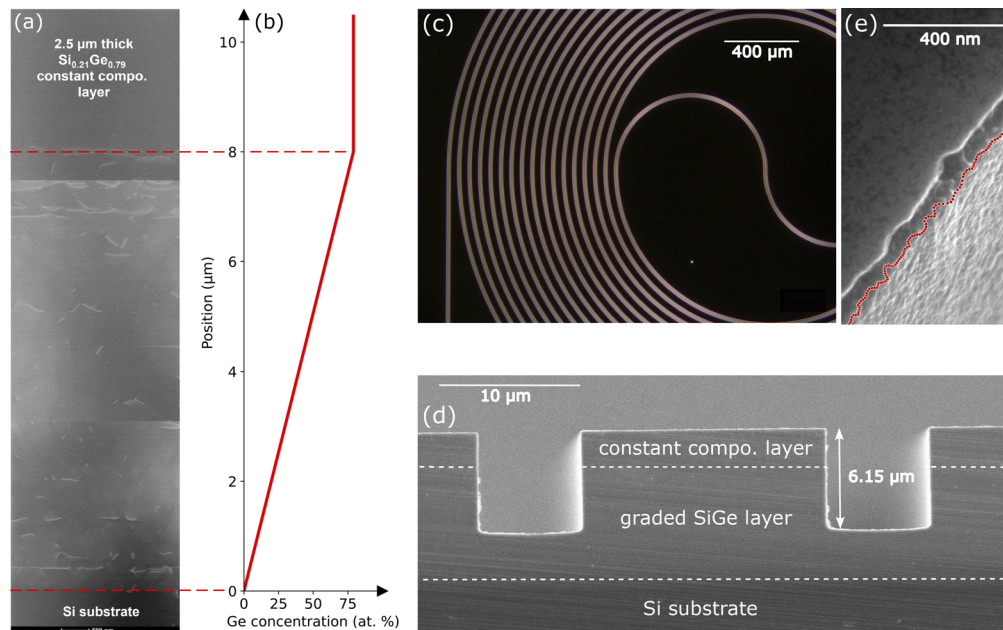 (a)
2.5 µm thick
Si0.21Ge0.79
constant compo.
layer
Si substrate
(b)
Position (µm)
10
8
6
4
2
0
0 25 50 75
Ge concentration (at. %)
(c)
400 µm
(e)
400 nm
(d)
10 µm
constant compo. layer
6.15 µm
graded SiGe layer
Si substrate